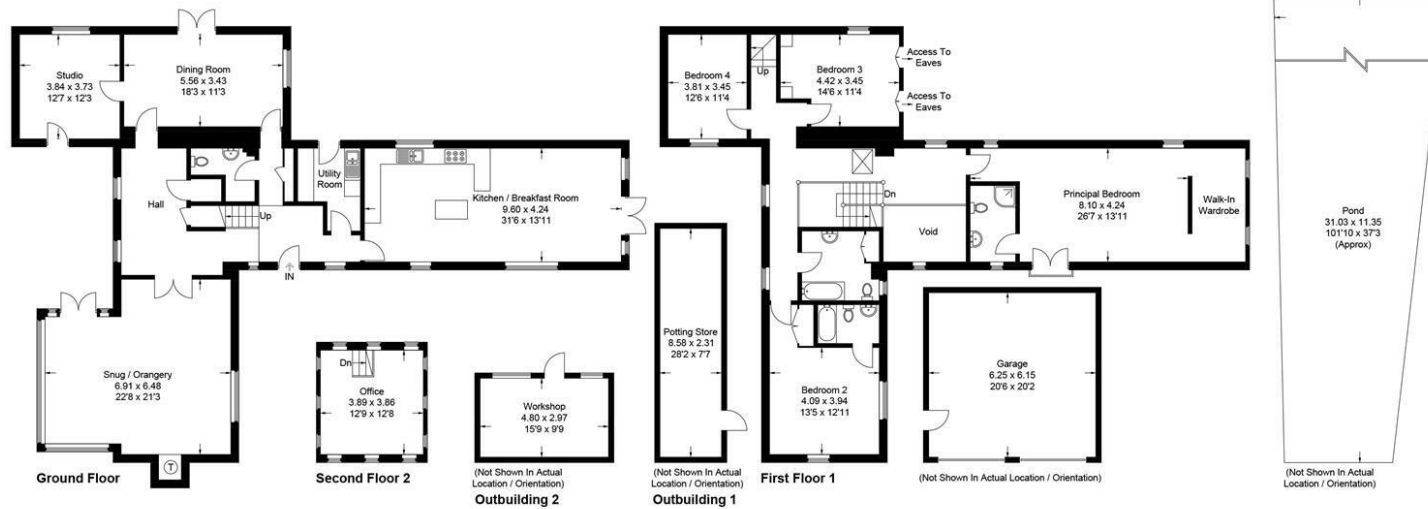 Studio
3.84 x 3.73
12'7 x 12'3
Dining Room
5.56 x 3.43
18'3 x 11'3
Utility
Room
Kitchen / Breakfast Room
9.60 x 4.24
31'6 x 13'11
Hall
Up
IN
Snug / Orangery
6.91 x 6.48
22'8 x 21'3
T
Ground Floor
Dn
Office
3.89 x 3.86
12'9 x 12'8
Second Floor 2
Workshop
4.80 x 2.97
15'9 x 9'9
(Not Shown In Actual
Location / Orientation)
Outbuilding 2
Potting Store
8.58 x 2.31
28'2 x 7'7
(Not Shown In Actual
Location / Orientation)
Outbuilding 1
Bedroom 4
3.81 x 3.45
12'6 x 11'4
Up
Bedroom 3
4.42 x 3.45
14'6 x 11'4
Access To
Eaves
Access To
Eaves
Dn
Void
Principal Bedroom
8.10 x 4.24
26'7 x 13'11
Walk-In
Wardrobe
Bedroom 2
4.09 x 3.94
13'5 x 12'11
First Floor 1
Garage
6.25 x 6.15
20'6 x 20'2
(Not Shown In Actual Location / Orientation)
Pond
31.03 x 11.35
101'10 x 37'3
(Approx)
(Not Shown In Actual
Location / Orientation)